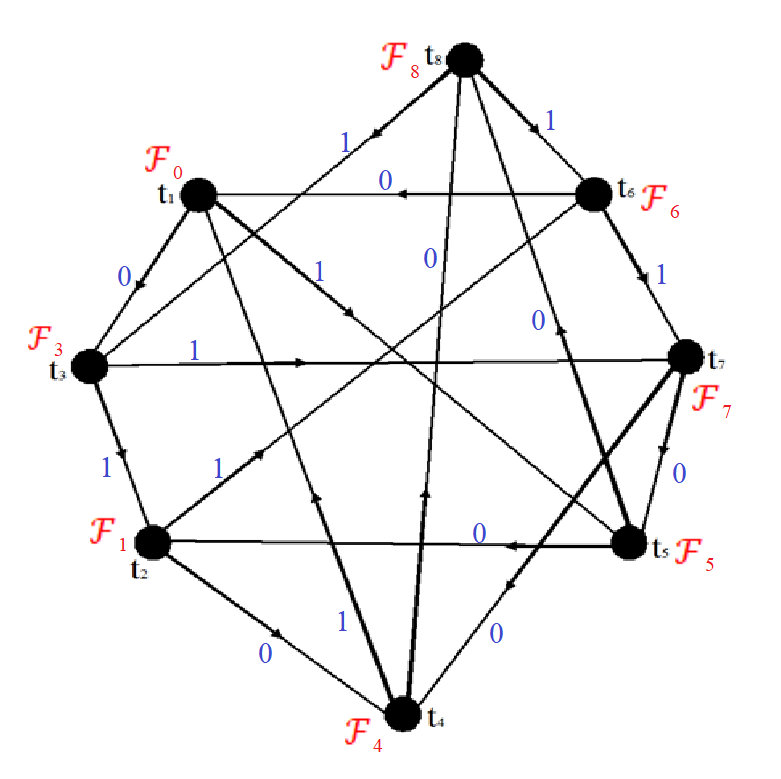 ℱ₈ t₈
1 1
ℱ₀
0
t₁ t₆ ℱ₆
0 1 0 1
0
ℱ₃ 1 t₇
t₃
ℱ₇
1 1 0
ℱ₁ 0 t₅ ℱ₅
t₂
1 0
0
ℱ₄ t₄